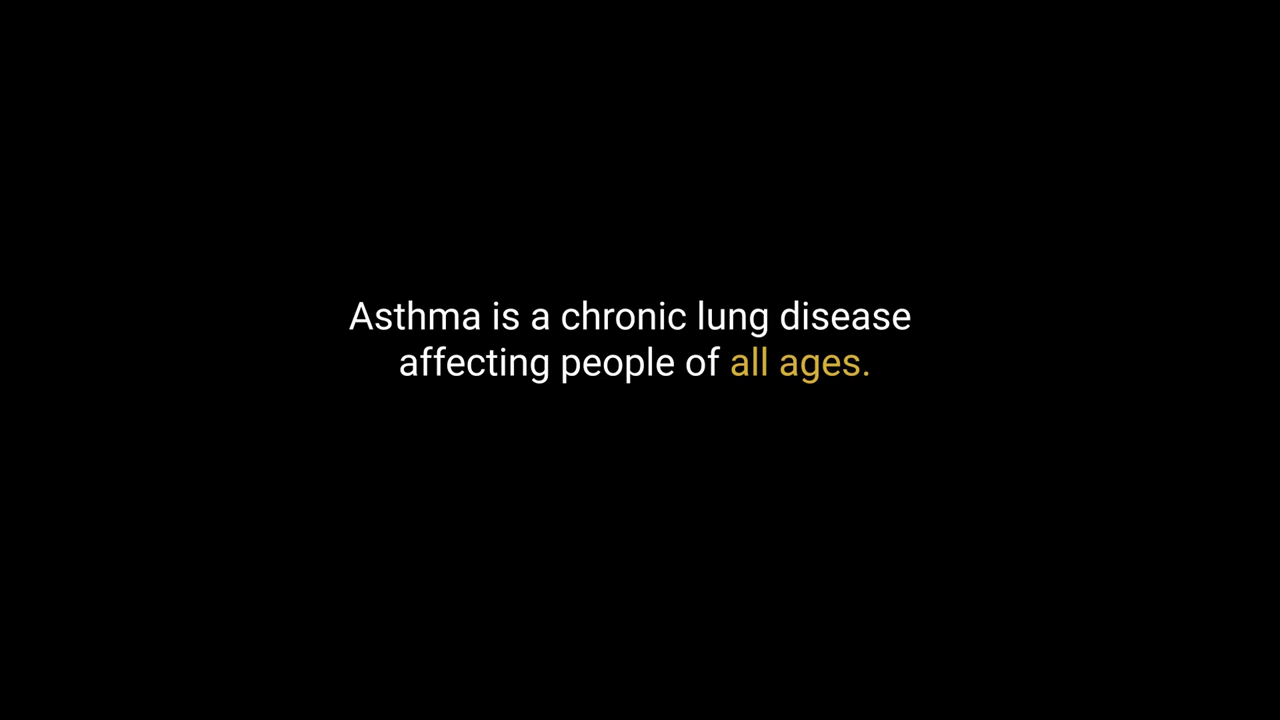 Asthma is a chronic lung disease
affecting people of all ages.